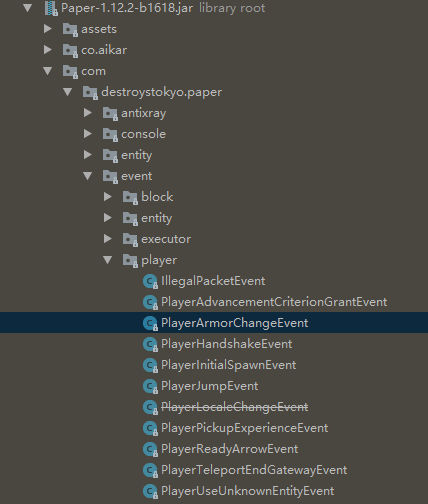 Paper-1.12.2-b1618.jar library root
assets
co.aikar
com
destroystokyo.paper
antixray
console
entity
event
block
entity
executor
player
IllegalPacketEvent
PlayerAdvancementCriterionGrantEvent
PlayerArmorChangeEvent
PlayerHandshakeEvent
PlayerInitialSpawnEvent
PlayerJumpEvent
PlayerLocaleChangeEvent
PlayerPickupExperienceEvent
PlayerReadyArrowEvent
PlayerTeleportEndGatewayEvent
PlayerUseUnknownEntityEvent